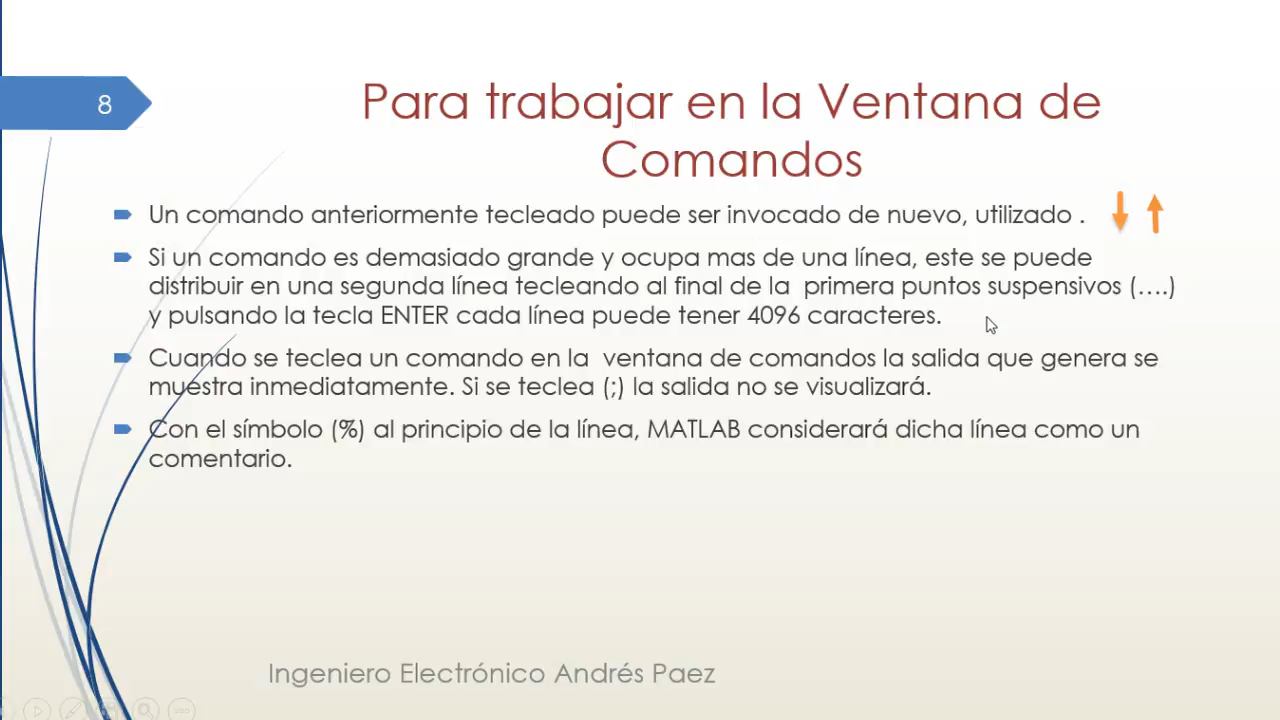 8
Para trabajar en la Ventana de
Comandos
Un comando anteriormente tecleado puede ser invocado de nuevo, utilizado .
Si un comando es demasiado grande y ocupa mas de una línea, este se puede
distribuir en una segunda línea tecleando al final de la primera puntos suspensivos (....)
y pulsando la tecla ENTER cada línea puede tener 4096 caracteres.
Cuando se teclea un comando en la ventana de comandos la salida que genera se
muestra inmediatamente. Si se teclea (;) la salida no se visualizará.
Con el símbolo (%) al principio de la línea, MATLAB considerará dicha línea como un
comentario.
Ingeniero Electrónico Andrés Paez